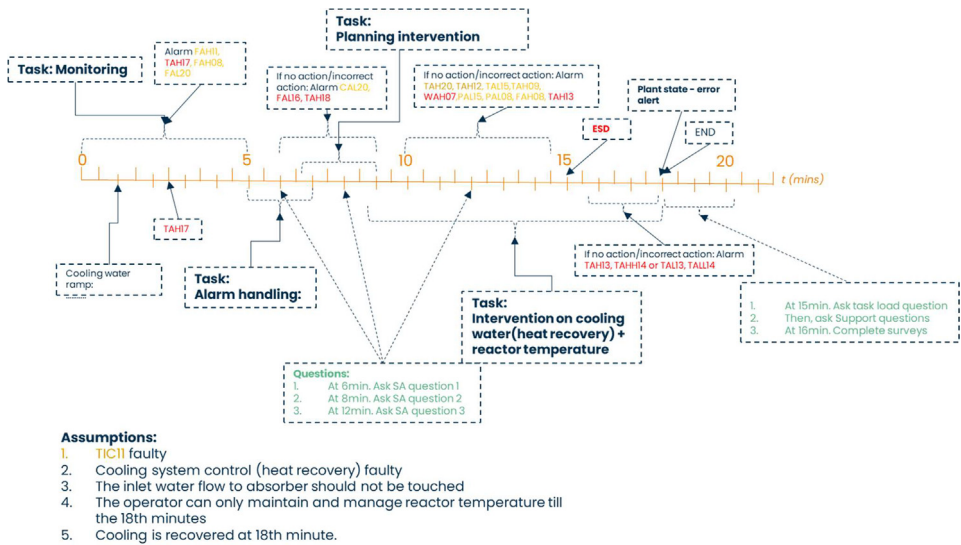 Task:
Planning intervention
Task: Monitoring
Alarm FAH11,
TAH17, FAH08,
FAL20
If no action/incorrect
action: Alarm CAL20,
FAL16, TAH18
If no action/incorrect action: Alarm
TAH20, TAH12, TAL15,TAH09,
WAH07,PAL15, PAL08, FAH08, TAH13
Plant state - error
alert
ESD
END
0
5
10
15
20
t (mins)
TAH17
Cooling water
ramp:
Task:
Alarm handling:
If no action/incorrect action: Alarm
TAH13, TAHH14 or TAL13, TALL14
Task:
Intervention on cooling
water(heat recovery) +
reactor temperature
1. At 15min. Ask task load question
2. Then, ask Support questions
3. At 16min. Complete surveys
Questions:
1. At 6min. Ask SA question 1
2. At 8min. Ask SA question 2
3. At 12min. Ask SA question 3
Assumptions:
1. TIC11 faulty
2. Cooling system control (heat recovery) faulty
3. The inlet water flow to absorber should not be touched
4. The operator can only maintain and manage reactor temperature till
the 18th minutes
5. Cooling is recovered at 18th minute.